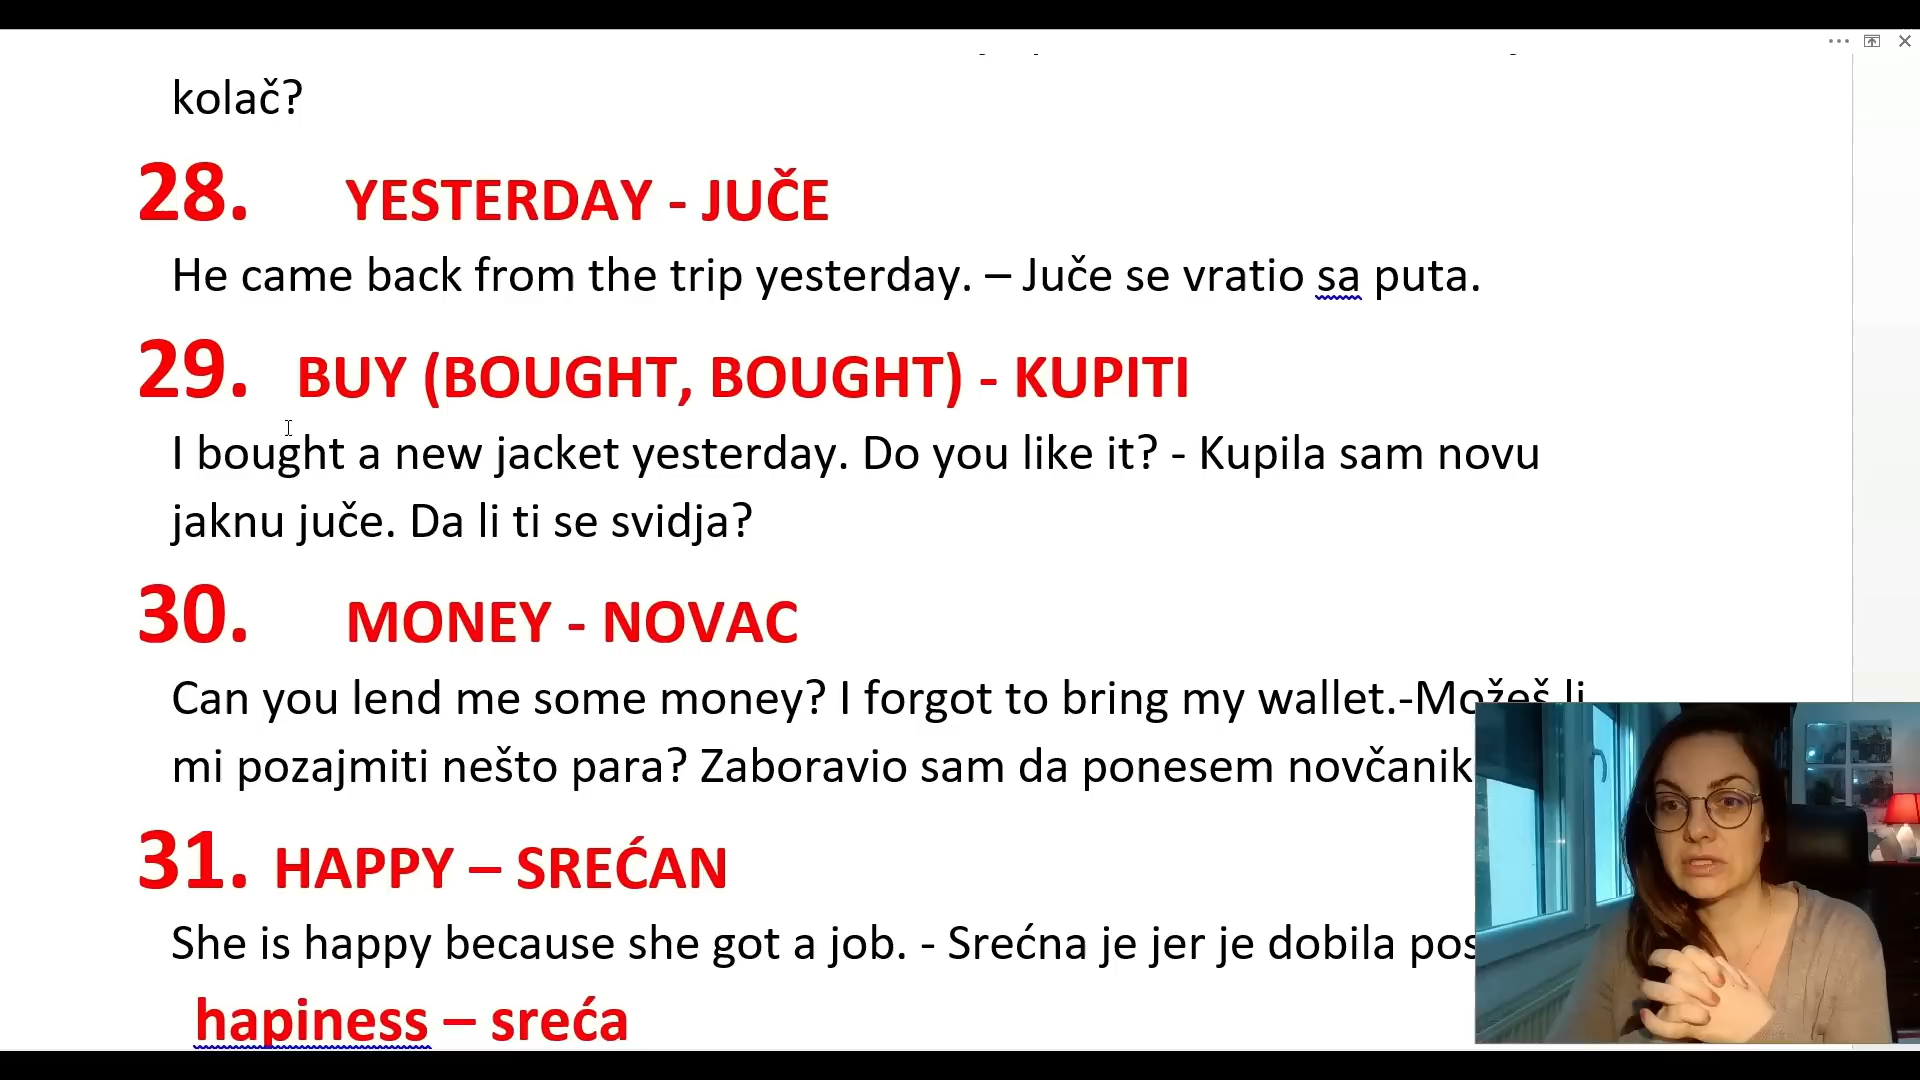 kolač?
28. YESTERDAY - JUČE
He came back from the trip yesterday. – Juče se vratio sa puta.
29. BUY (BOUGHT, BOUGHT) - KUPITI
I bought a new jacket yesterday. Do you like it? - Kupila sam novu
jaknu juče. Da li ti se svidja?
30. MONEY - NOVAC
Can you lend me some money? I forgot to bring my wallet.-Možeš li
mi pozajmiti nešto para? Zaboravio sam da ponesem novčanik
31. HAPPY – SREĆAN
She is happy because she got a job. - Srećna je jer je dobila
hapiness – sreća